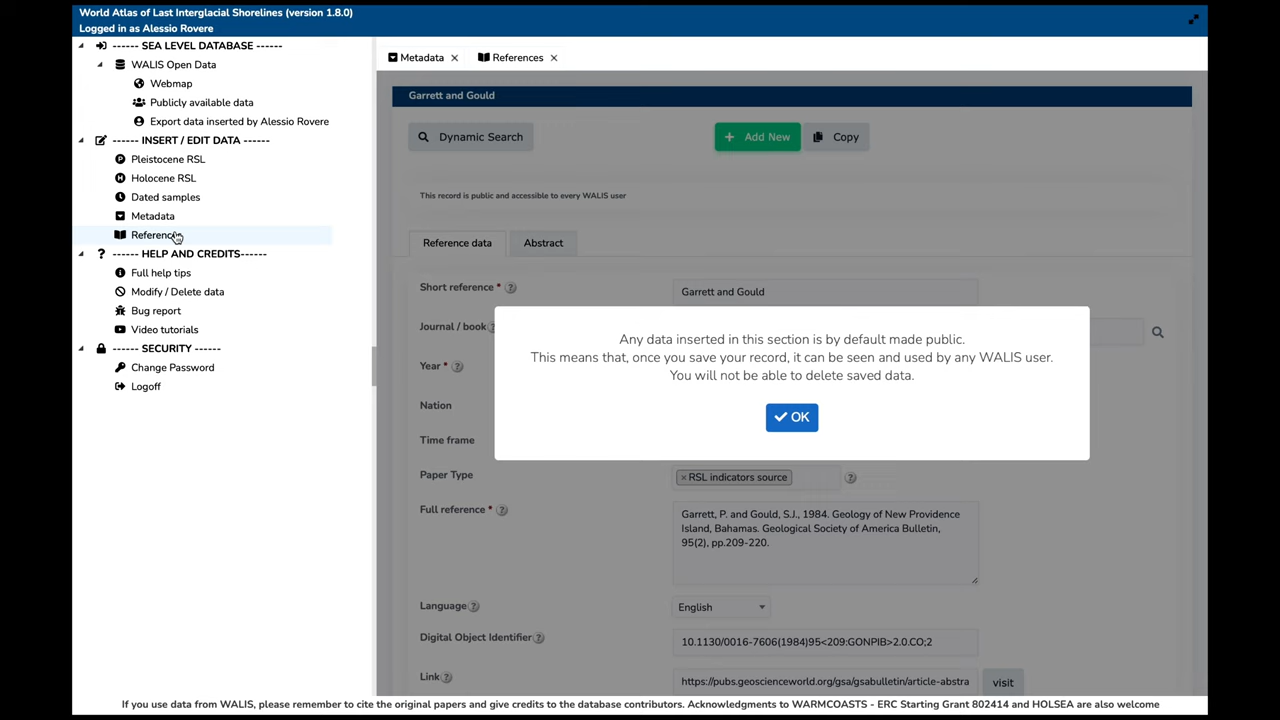 World Atlas of Last Interglacial Shorelines (version 1.8.0)
Logged in as Alessio Rovere
------ SEA LEVEL DATABASE ------
WALIS Open Data
Webmap
Publicly available data
Export data inserted by Alessio Rovere
------ INSERT / EDIT DATA ------
Pleistocene RSL
Holocene RSL
Dated samples
Metadata
------ HELP AND CREDITS------
Full help tips
Modify / Delete data
Bug report
Video tutorials
------ SECURITY ------
Change Password
Logoff
Metadata
References
Garrett and Gould
Dynamic Search
Add New
Copy
This record is public and accessible to every WALIS user
Reference data
Abstract
Short reference *
Garrett and Gould
Journal / book
Year *
Nation
Time frame
Any data inserted in this section is by default made public.
This means that, once you save your record, it can be seen and used by any WALIS user.
You will not be able to delete saved data.
OK
Paper Type
×RSL indicators source
Full reference *
Garrett, P. and Gould, S.J., 1984. Geology of New Providence
Island, Bahamas. Geological Society of America Bulletin,
95(2), pp.209-220.
Language
English
Digital Object Identifier
10.1130/0016-7606(1984)95<209:GONPIB>2.0.CO;2
Link
https://pubs.geoscienceworld.org/gsa/gsabulletin/article-abstra
visit
If you use data from WALIS, please remember to cite the original papers and give credits to the database contributors. Acknowledgments to WARMCOASTS - ERC Starting Grant 802414 and HOLSEA are also welcome